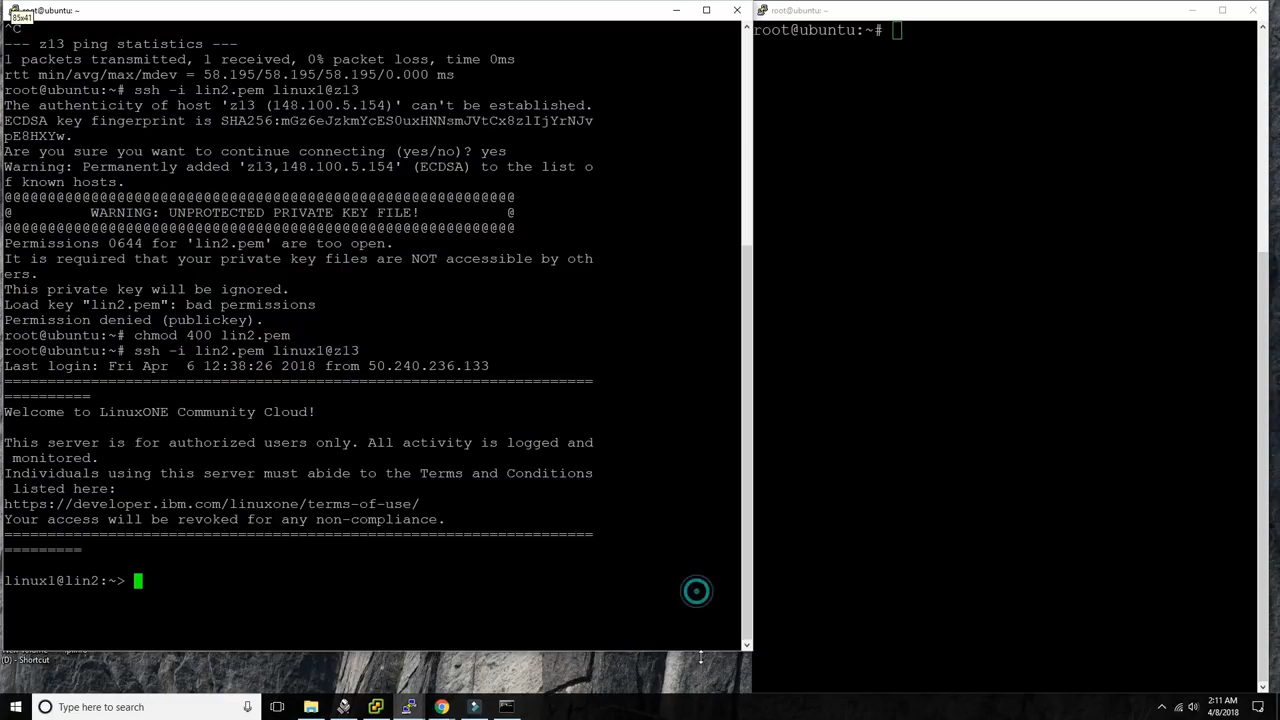 root@ubuntu: ~
85x41
^C
--- z13 ping statistics ---
1 packets transmitted, 1 received, 0% packet loss, time 0ms
rtt min/avg/max/mdev = 58.195/58.195/58.195/0.000 ms
root@ubuntu:~# ssh -i lin2.pem linux1@z13
The authenticity of host 'z13 (148.100.5.154)' can't be established.
ECDSA key fingerprint is SHA256:mGz6eJzkmYcES0uxHNNsmJVtCx8zlIjYrNJv
pE8HXYw.
Are you sure you want to continue connecting (yes/no)? yes
Warning: Permanently added 'z13,148.100.5.154' (ECDSA) to the list o
f known hosts.
@@@@@@@@@@@@@@@@@@@@@@@@@@@@@@@@@@@@@@@@@@@@@@@@@@@@@@@@@@@
@         WARNING: UNPROTECTED PRIVATE KEY FILE!          @
@@@@@@@@@@@@@@@@@@@@@@@@@@@@@@@@@@@@@@@@@@@@@@@@@@@@@@@@@@@
Permissions 0644 for 'lin2.pem' are too open.
It is required that your private key files are NOT accessible by oth
ers.
This private key will be ignored.
Load key "lin2.pem": bad permissions
Permission denied (publickey).
root@ubuntu:~# chmod 400 lin2.pem
root@ubuntu:~# ssh -i lin2.pem linux1@z13
Last login: Fri Apr  6 12:38:26 2018 from 50.240.236.133
====================================================================
==========
Welcome to LinuxONE Community Cloud!
This server is for authorized users only. All activity is logged and
 monitored.
Individuals using this server must abide to the Terms and Conditions
 listed here:
https://developer.ibm.com/linuxone/terms-of-use/
Your access will be revoked for any non-compliance.
====================================================================
=========
linux1@lin2:~>
root@ubuntu: ~
root@ubuntu:~#
(D) - Shortcut
Type here to search
2:11 AM
4/8/2018